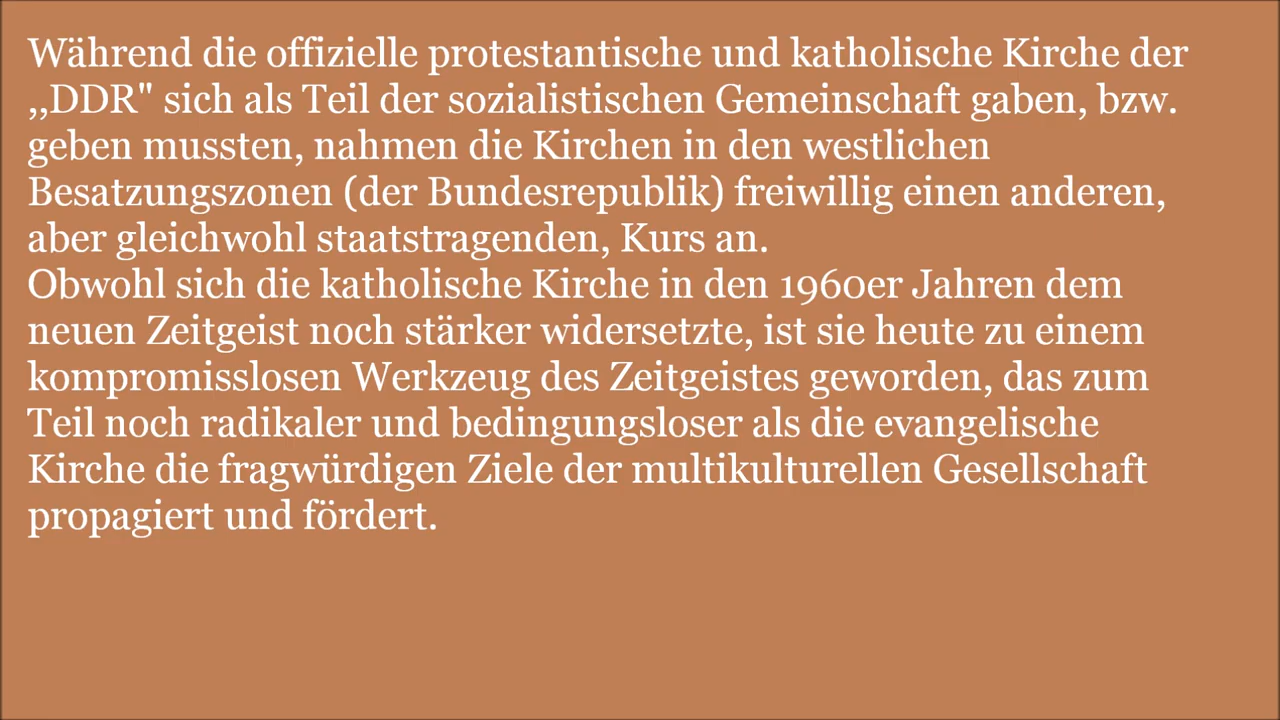 Während die offizielle protestantische und katholische Kirche der
,,DDR" sich als Teil der sozialistischen Gemeinschaft gaben, bzw.
geben mussten, nahmen die Kirchen in den westlichen
Besatzungszonen (der Bundesrepublik) freiwillig einen anderen,
aber gleichwohl staatstragenden, Kurs an.
Obwohl sich die katholische Kirche in den 1960er Jahren dem
neuen Zeitgeist noch stärker widersetzte, ist sie heute zu einem
kompromisslosen Werkzeug des Zeitgeistes geworden, das zum
Teil noch radikaler und bedingungsloser als die evangelische
Kirche die fragwürdigen Ziele der multikulturellen Gesellschaft
propagiert und fördert.